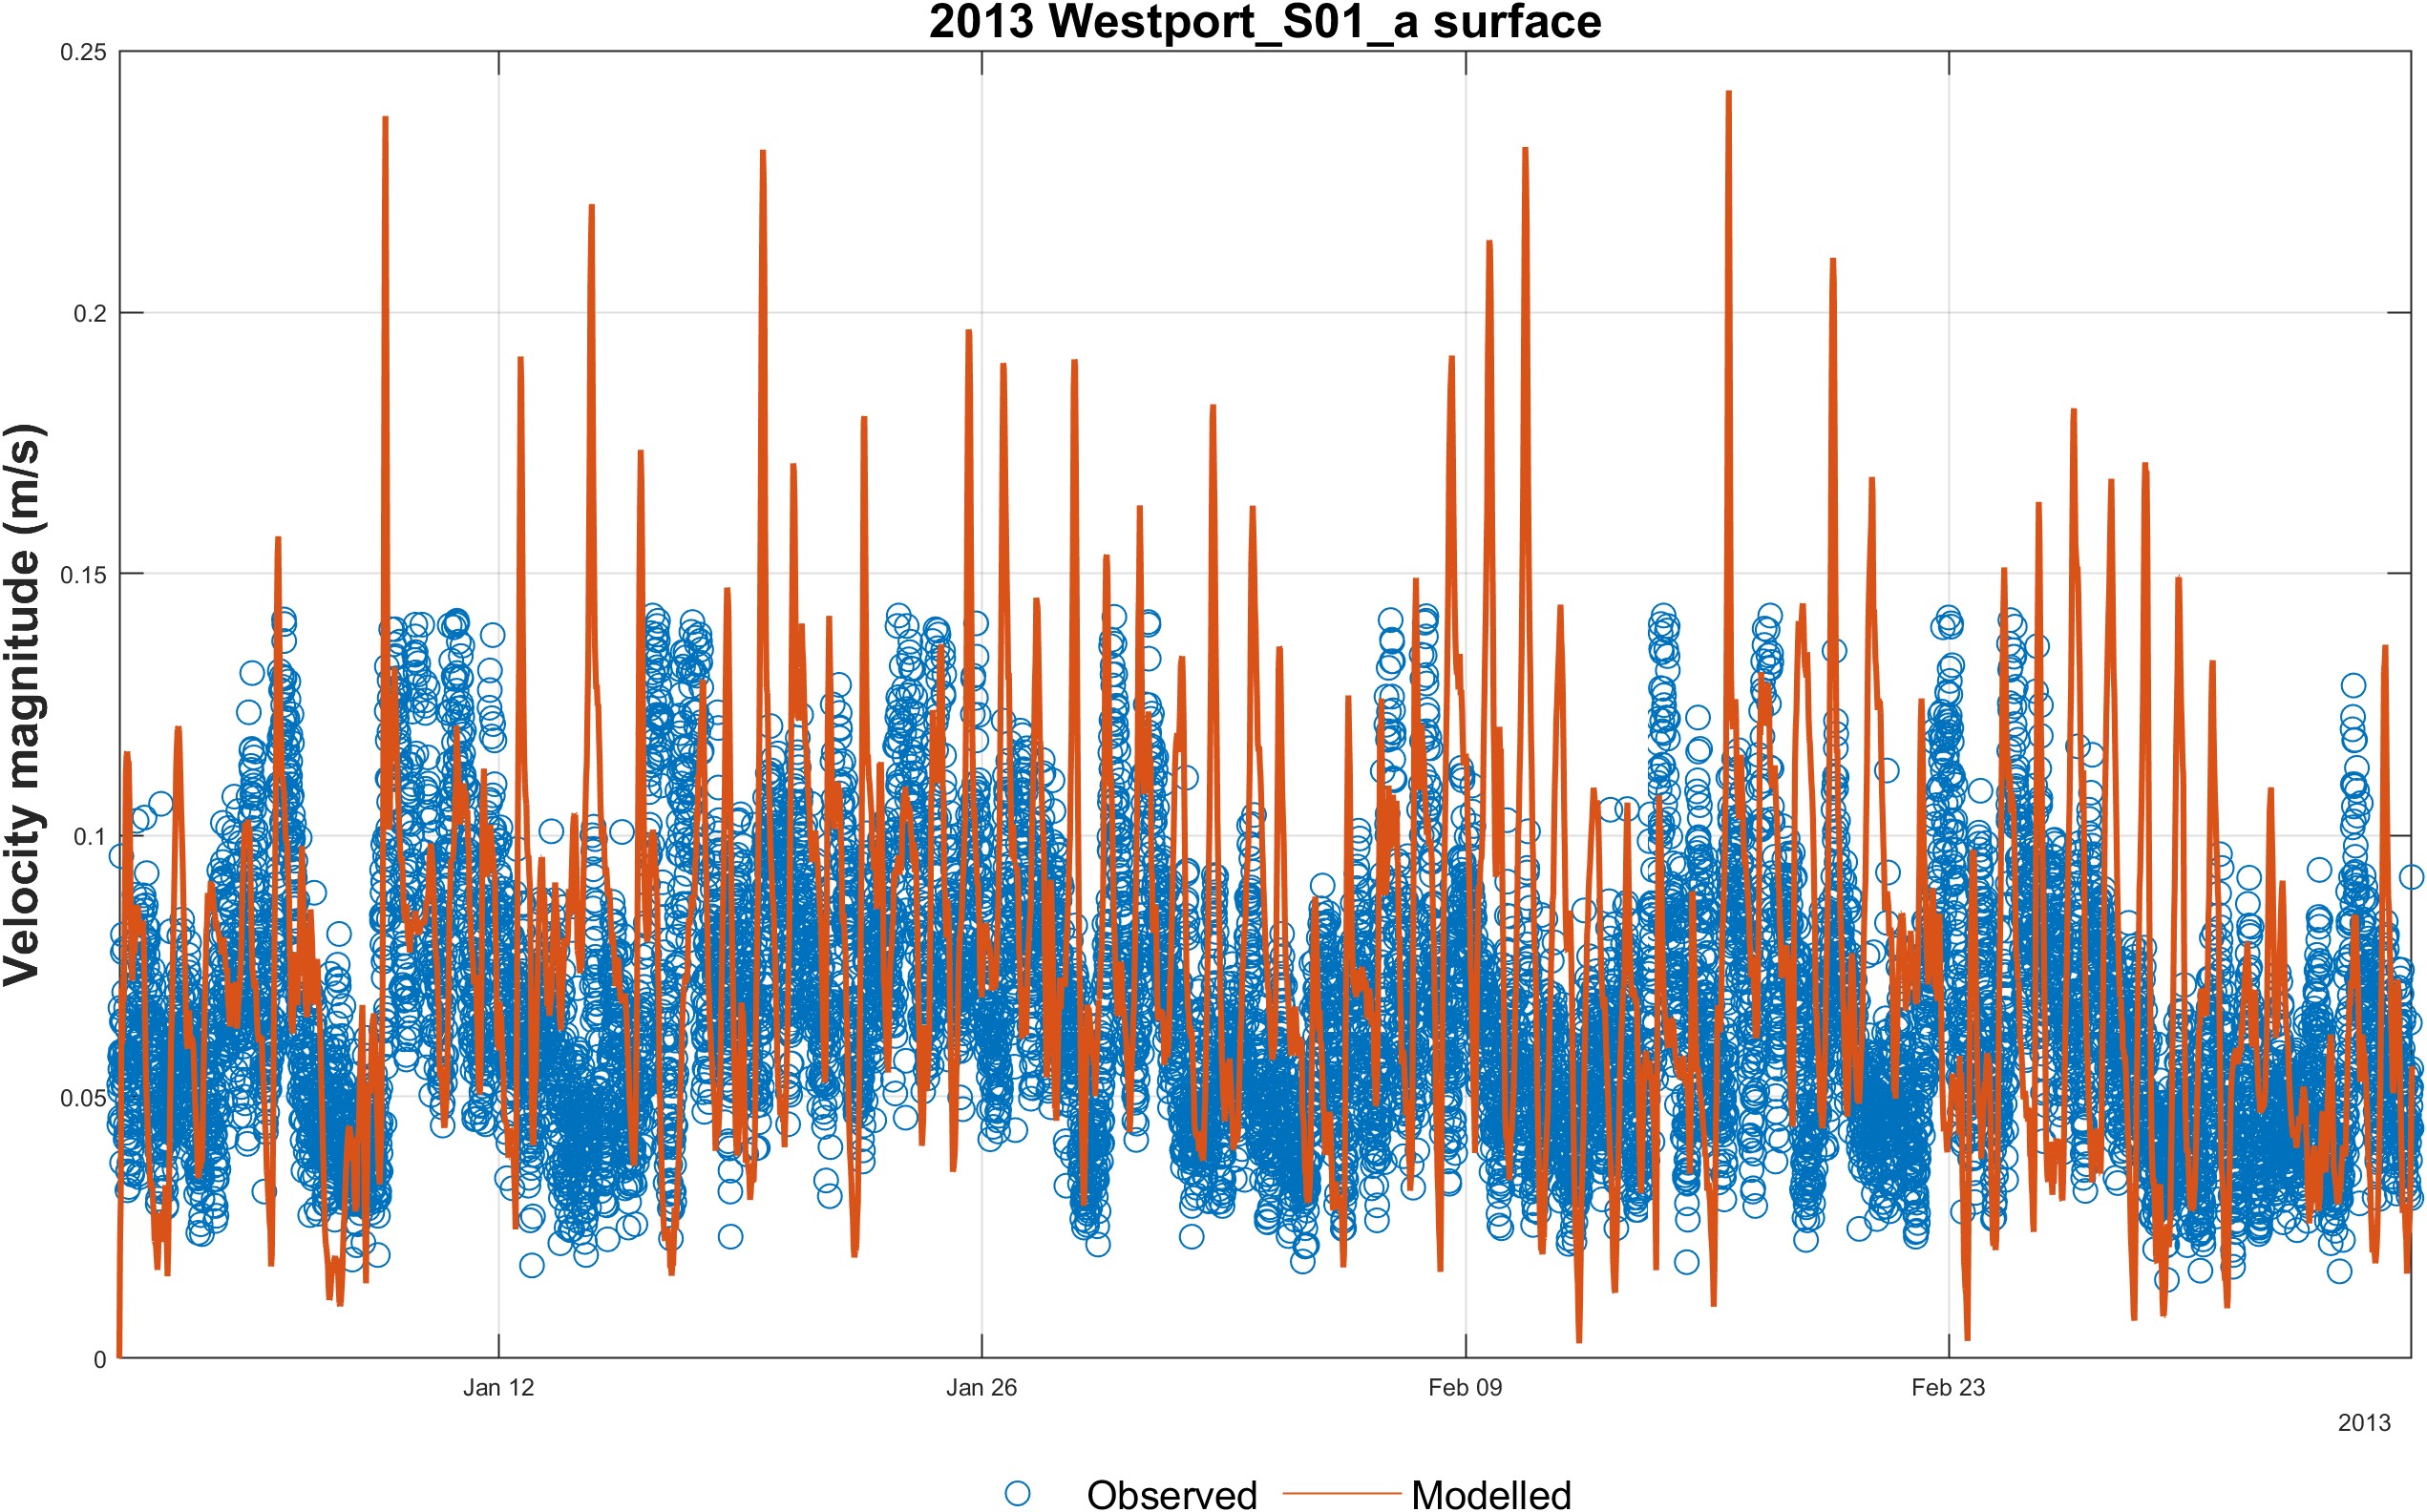 2013 Westport_S01_a surface
0.25
0.2
0.15
0.1
0.05
0
Velocity magnitude (m/s)
Jan 12
Jan 26
Feb 09
Feb 23
2013
Observed
Modelled